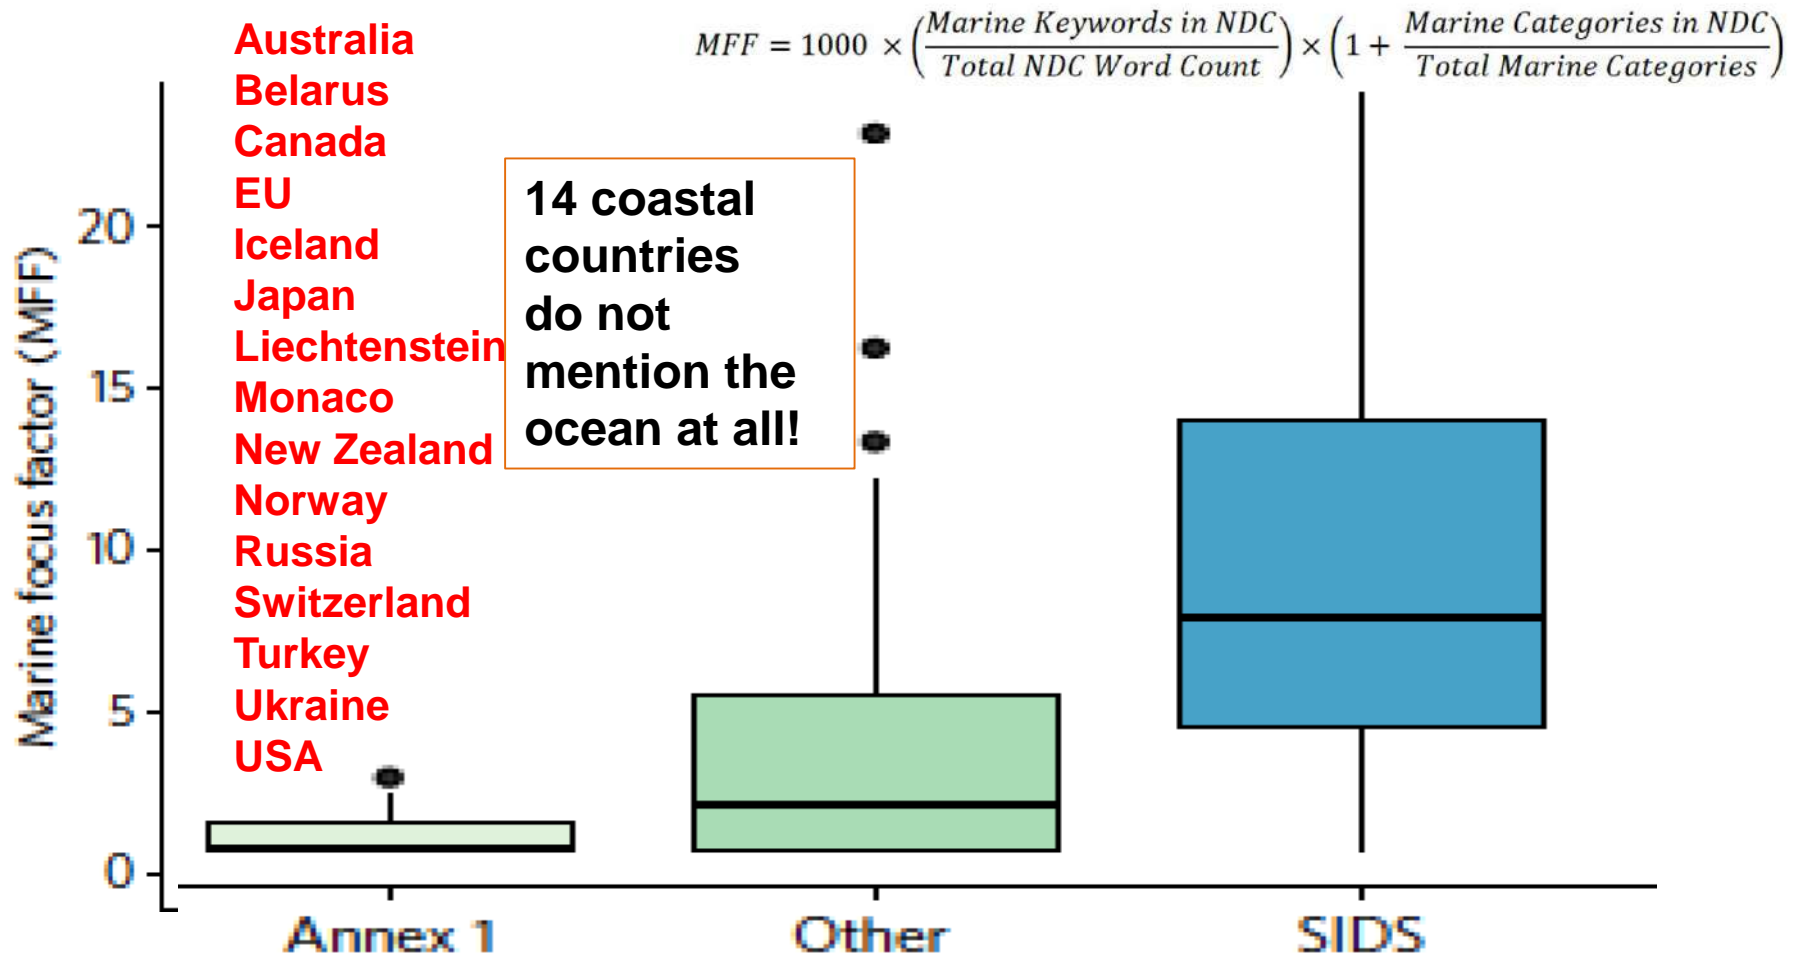 Australia
Belarus
Canada
EU
Iceland
Japan
Liechtenstein
Monaco
New Zealand
Norway
Russia
Switzerland
Turkey
Ukraine
USA
MFF = 1000 × (Marine Keywords in NDC / Total NDC Word Count) × (1 + Marine Categories in NDC / Total Marine Categories)
14 coastal
countries
do not
mention the
ocean at all!
Marine focus factor (MFF)
20
15
10
5
0
Annex 1
Other
SIDS